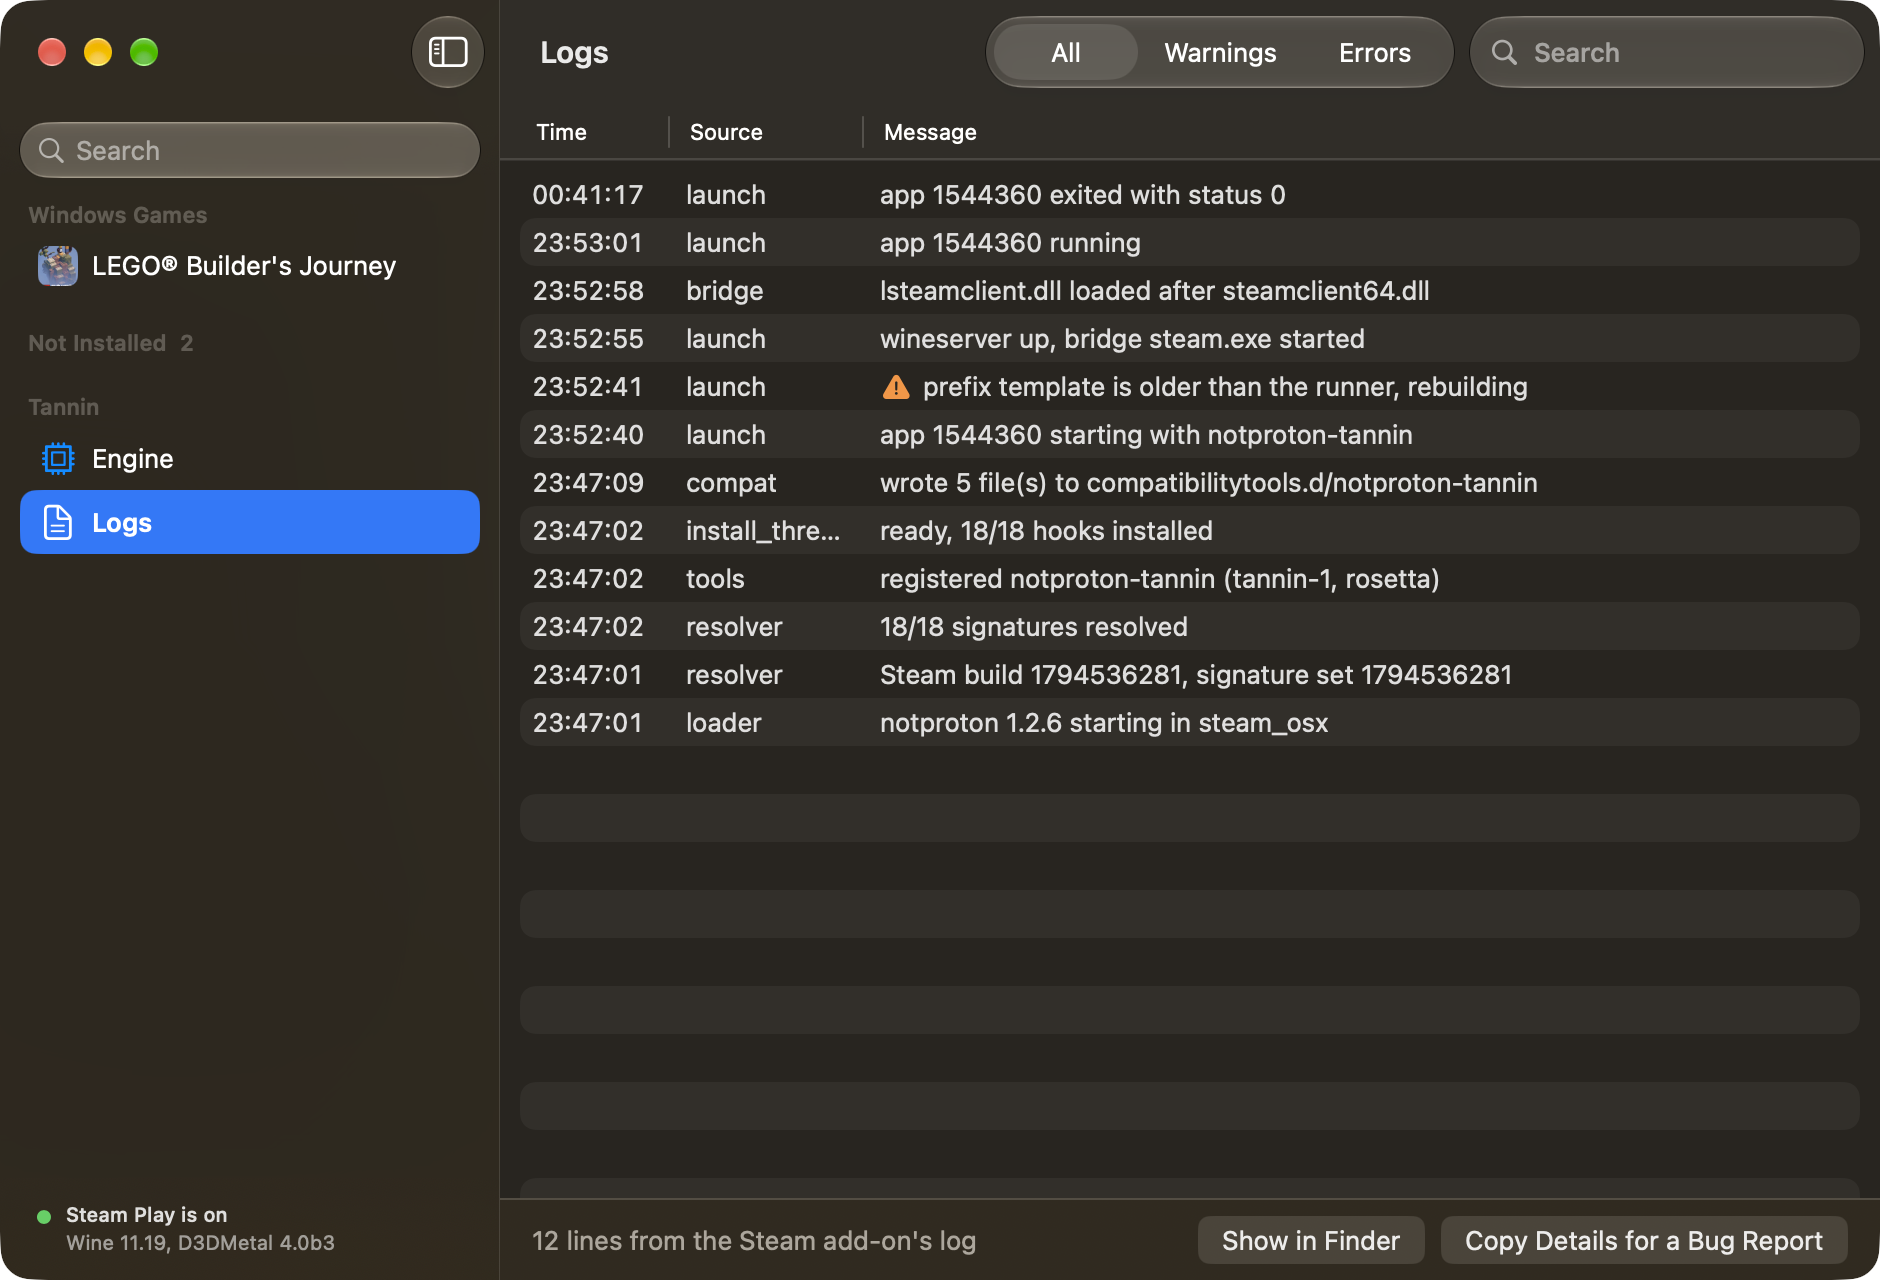 Logs
All
Warnings
Errors
Search
Search
Windows Games
LEGO® Builder's Journey
Not Installed 2
Tannin
Engine
Logs
Steam Play is on
Wine 11.19, D3DMetal 4.0b3
Time Source Message
00:41:17 launch app 1544360 exited with status 0
23:53:01 launch app 1544360 running
23:52:58 bridge lsteamclient.dll loaded after steamclient64.dll
23:52:55 launch wineserver up, bridge steam.exe started
23:52:41 launch prefix template is older than the runner, rebuilding
23:52:40 launch app 1544360 starting with notproton-tannin
23:47:09 compat wrote 5 file(s) to compatibilitytools.d/notproton-tannin
23:47:02 install_thre... ready, 18/18 hooks installed
23:47:02 tools registered notproton-tannin (tannin-1, rosetta)
23:47:02 resolver 18/18 signatures resolved
23:47:01 resolver Steam build 1794536281, signature set 1794536281
23:47:01 loader notproton 1.2.6 starting in steam_osx
12 lines from the Steam add-on's log
Show in Finder
Copy Details for a Bug Report